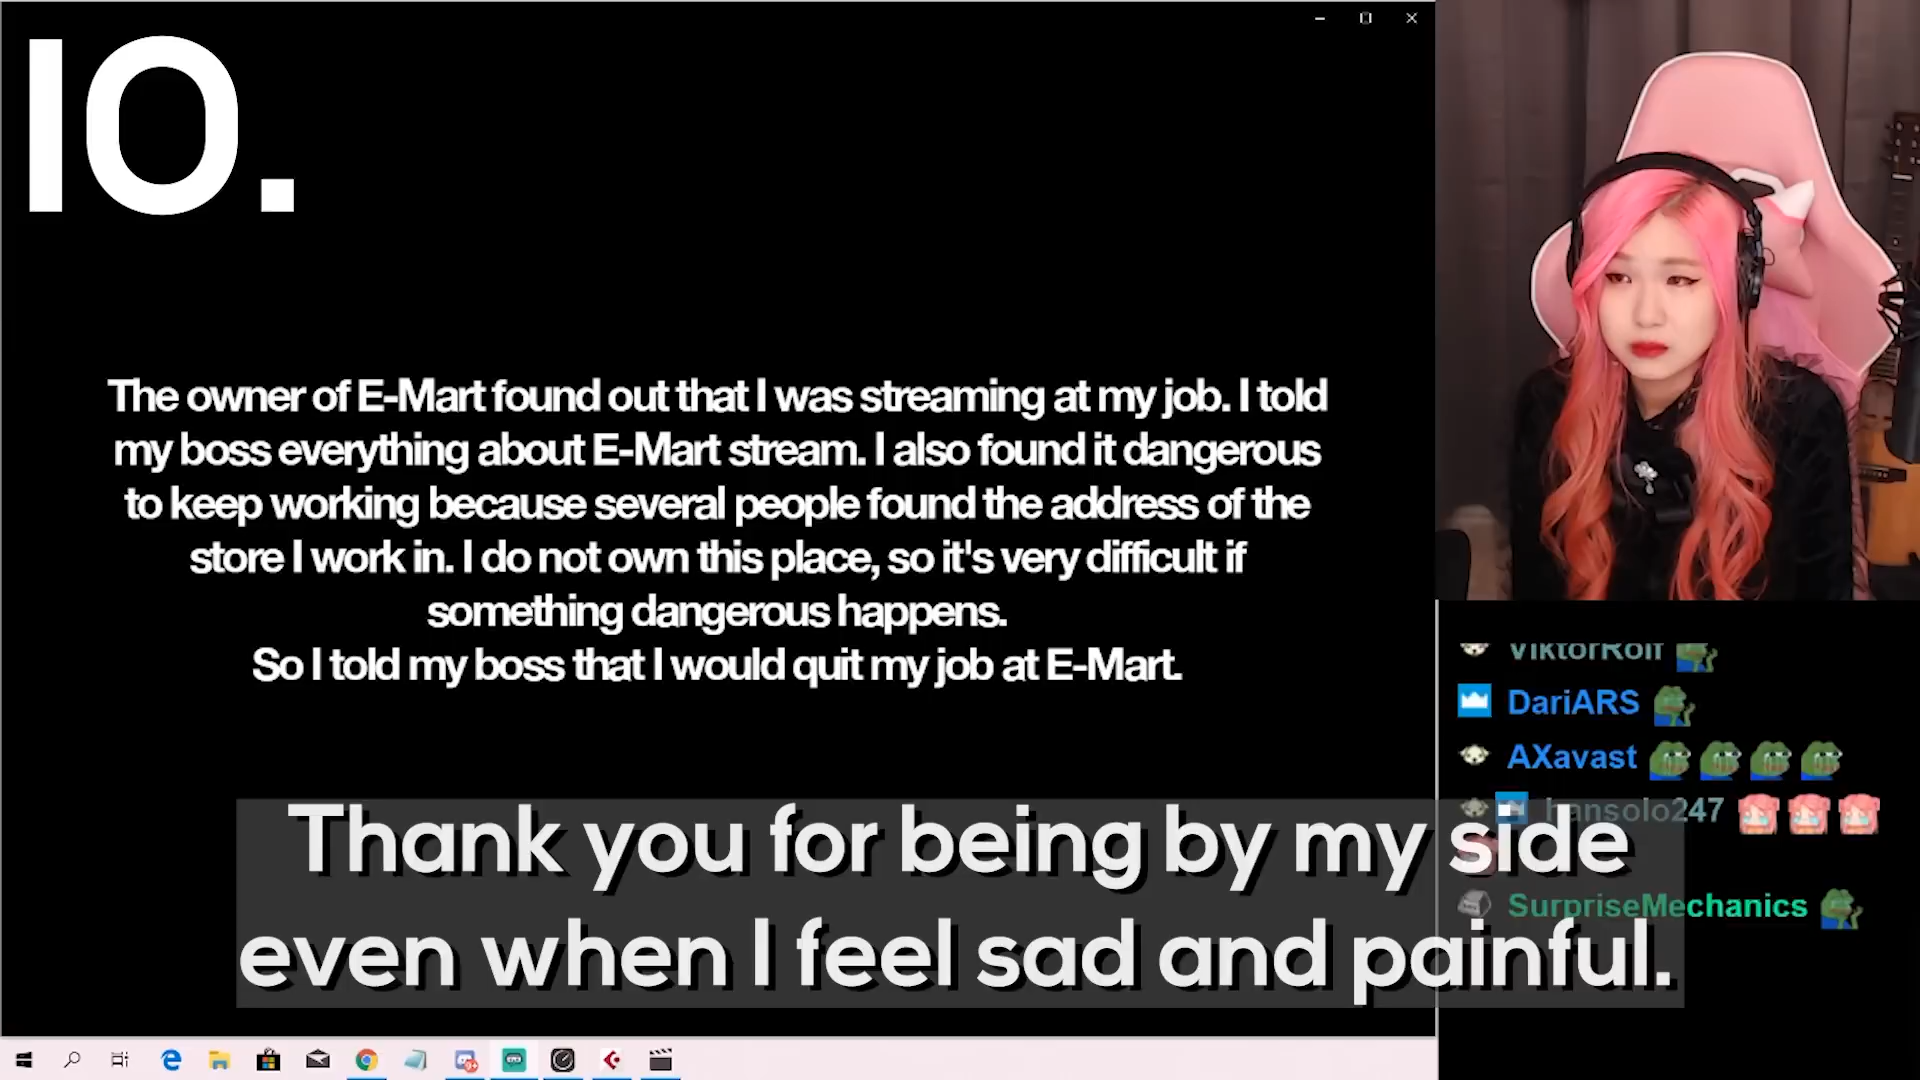 10.
The owner of E-Mart found out that I was streaming at my job. I told
my boss everything about E-Mart stream. I also found it dangerous
to keep working because several people found the address of the
store I work in. I do not own this place, so it's very difficult if
something dangerous happens.
So I told my boss that I would quit my job at E-Mart.
Thank you for being by my side
even when I feel sad and painful.
ViktorRolf
DariARS
AXavast
hansolo247
SurpriseMechanics